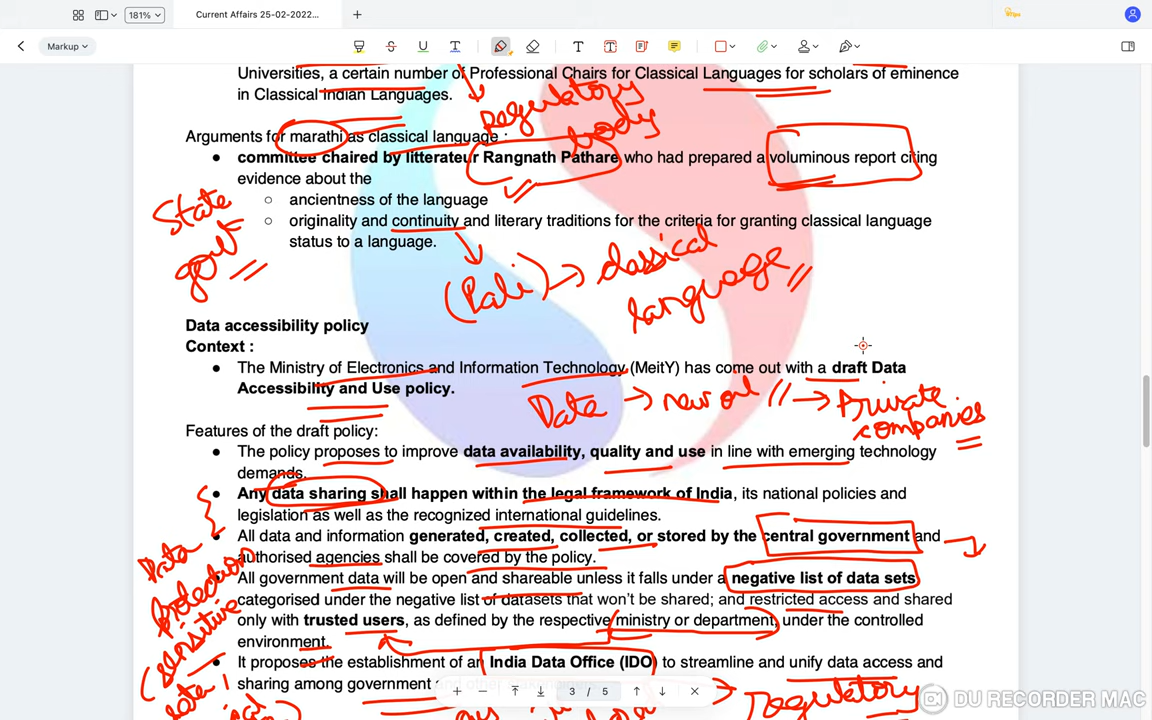 181%
Current Affairs 25-02-2022...
Markup
Universities, a certain number of Professional Chairs for Classical Languages for scholars of eminence
in Classical Indian Languages.
Regulatory
body
Arguments for marathi as classical language :
committee chaired by litterateur Rangnath Pathare who had prepared a voluminous report citing
evidence about the
ancientness of the language
originality and continuity and literary traditions for the criteria for granting classical language
status to a language.
State
govt
(Pali) → classical
language
Data accessibility policy
Context :
The Ministry of Electronics and Information Technology (MeitY) has come out with a draft Data
Accessibility and Use policy.
Data → new oil → Private
companies
Features of the draft policy:
The policy proposes to improve data availability, quality and use in line with emerging technology
demands.
Any data sharing shall happen within the legal framework of India, its national policies and
legislation as well as the recognized international guidelines.
All data and information generated, created, collected, or stored by the central government and
authorised agencies shall be covered by the policy.
All government data will be open and shareable unless it falls under a negative list of data sets
categorised under the negative list of datasets that won't be shared; and restricted access and shared
only with trusted users, as defined by the respective ministry or department, under the controlled
environment.
Data
protection
(sensitive
data
It proposes the establishment of an India Data Office (IDO) to streamline and unify data access and
sharing among government and
3 / 5
regulatory
DU RECORDER MAC